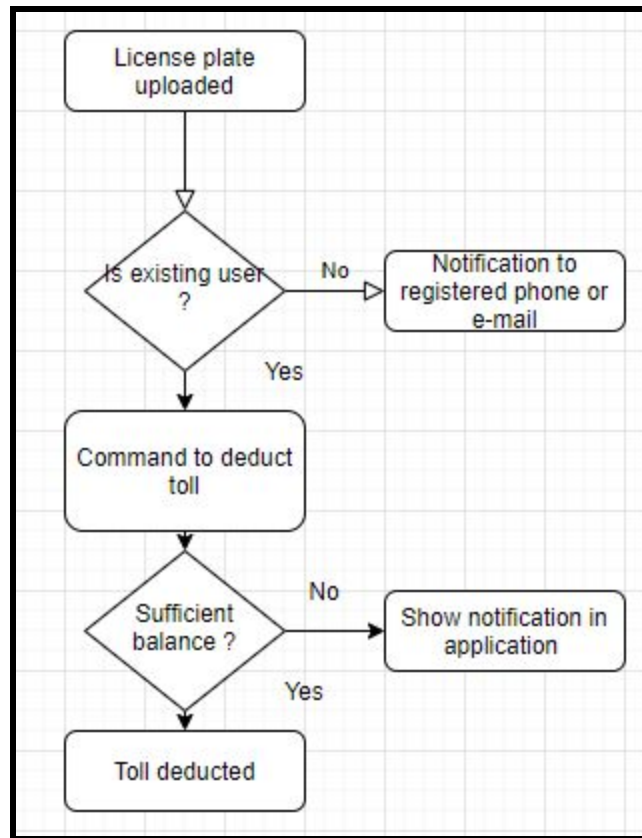 License plate
uploaded
Is existing user
?
No
Notification to
registered phone or
e-mail
Yes
Command to deduct
toll
Sufficient
balance ?
No
Show notification in
application
Yes
Toll deducted